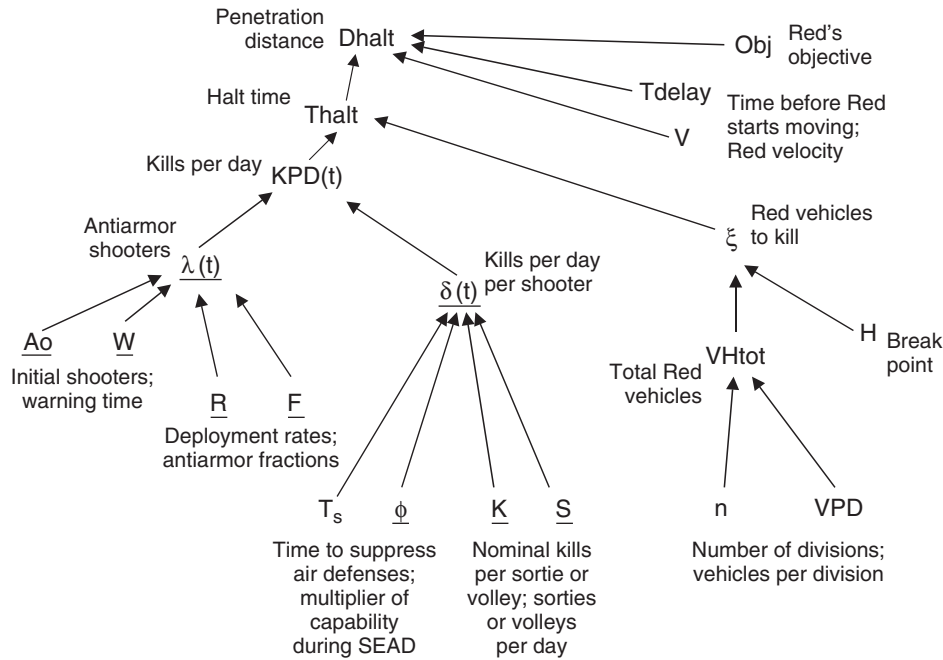 Penetration
distance
Dhalt
Obj
Red's
objective
Halt time
Thalt
Tdelay
V
Time before Red
starts moving;
Red velocity
Kills per day
KPD(t)
Antiarmor
shooters
λ(t)
Kills per day
per shooter
δ(t)
ξ
Red vehicles
to kill
Ao
W
Initial shooters;
warning time
R
F
Deployment rates;
antiarmor fractions
Total Red
vehicles
VHtot
H
Break
point
Ts
ϕ
K
S
n
VPD
Time to suppress
air defenses;
multiplier of
capability
during SEAD
Nominal kills
per sortie or
volley; sorties
or volleys
per day
Number of divisions;
vehicles per division